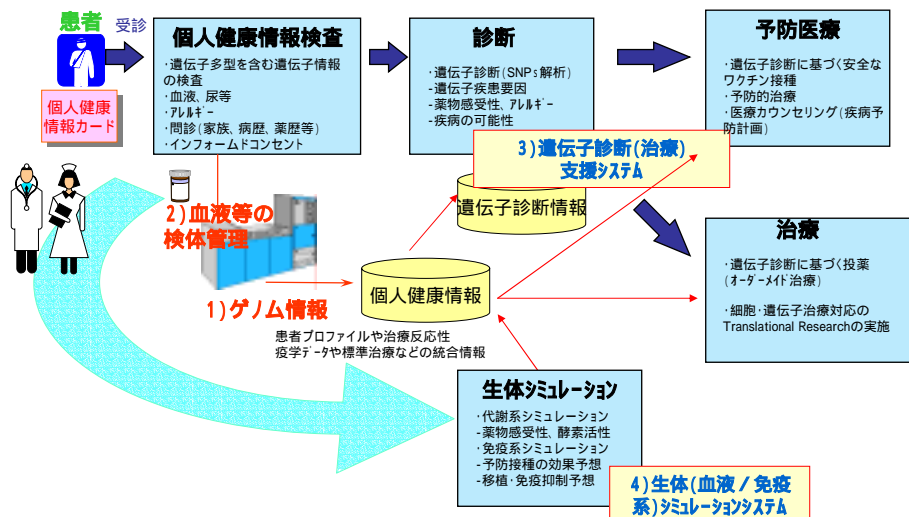 患者
受診
個人健康
情報カード
個人健康情報検査
・遺伝子多型を含む遺伝子情報
の検査
・血液、尿等
・アレルギー
・問診(家族、病歴、薬歴等)
・インフォームドコンセント
診断
・遺伝子診断(SNPs解析)
-遺伝子疾患要因
-薬物感受性、アレルギー
-疾病の可能性
予防医療
・遺伝子診断に基づく安全な
ワクチン接種
・予防的治療
・医療カウンセリング(疾病予
防計画)
3)遺伝子診断(治療)
支援システム
遺伝子診断情報
2)血液等の
検体管理
1)ゲノム情報
個人健康情報
患者プロファイルや治療反応性
疫学データや標準治療などの統合情報
治療
・遺伝子診断に基づく投薬
(オーダーメイド治療)
・細胞・遺伝子治療対応の
Translational Researchの実施
生体シミュレーション
・代謝系シミュレーション
-薬物感受性、酵素活性
・免疫系シミュレーション
-予防接種の効果予想
-移植・免疫抑制予想
4)生体(血液/免疫
系)シミュレーションシステム